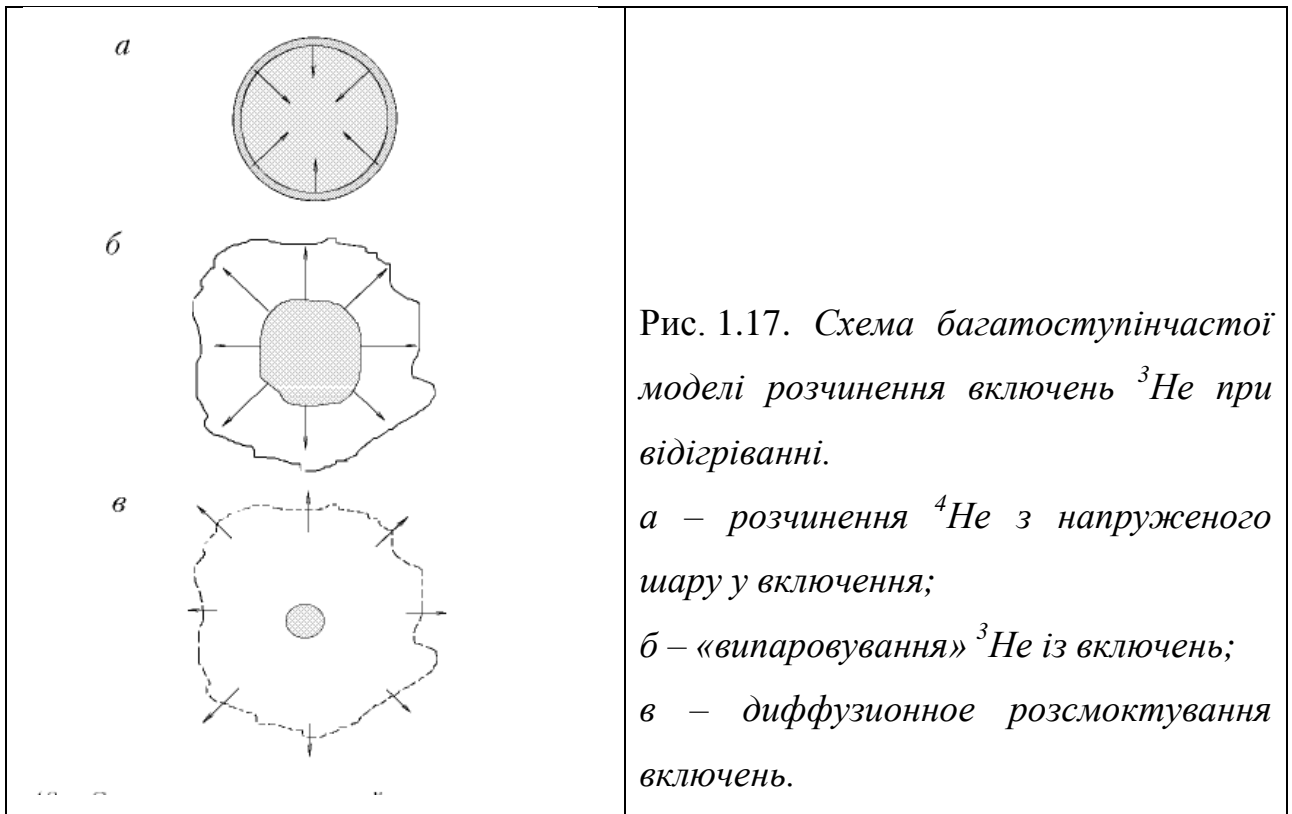 а
б
в
Рис. 1.17. Схема багатоступінчастої
моделі розчинення включень ³Не при
відігріванні.
а – розчинення ⁴Не з напруженого
шару у включення;
б – «випаровування» ³Не із включень;
в – диффузионное розсмоктування
включень.